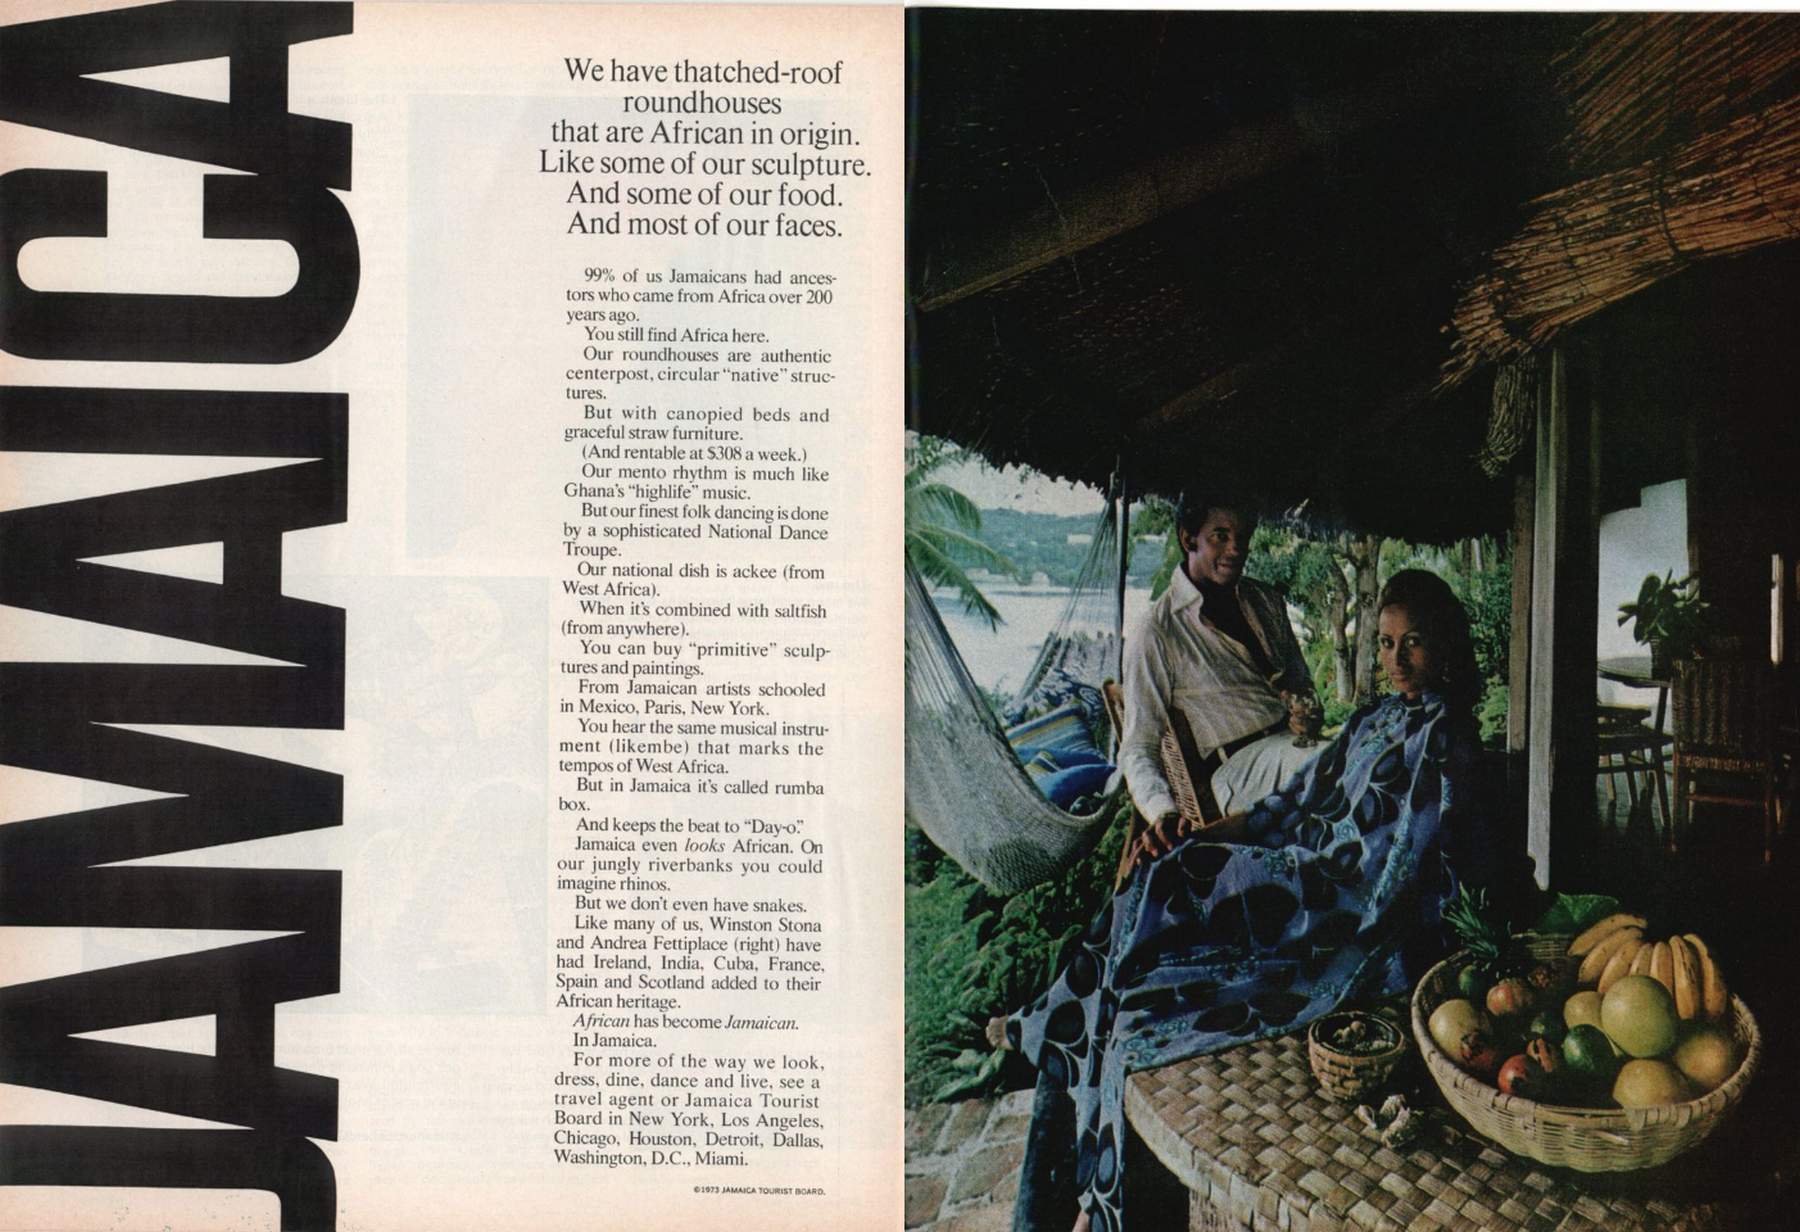 JAMAICA
We have thatched-roof
roundhouses
that are African in origin.
Like some of our sculpture.
And some of our food.
And most of our faces.
99% of us Jamaicans had ances-
tors who came from Africa over 200
years ago.
You still find Africa here.
Our roundhouses are authentic
centerpost, circular “native” struc-
tures.
But with canopied beds and
graceful straw furniture.
(And rentable at $308 a week.)
Our mento rhythm is much like
Ghana’s “highlife” music.
But our finest folk dancing is done
by a sophisticated National Dance
Troupe.
Our national dish is ackee (from
West Africa).
When it’s combined with saltfish
(from anywhere).
You can buy “primitive” sculp-
tures and paintings.
From Jamaican artists schooled
in Mexico, Paris, New York.
You hear the same musical instru-
ment (likembe) that marks the
tempos of West Africa.
But in Jamaica it’s called rumba
box.
And keeps the beat to “Day-o.”
Jamaica even looks African. On
our jungly riverbanks you could
imagine rhinos.
But we don’t even have snakes.
Like many of us, Winston Stona
and Andrea Fettiplace (right) have
had Ireland, India, Cuba, France,
Spain and Scotland added to their
African heritage.
African has become Jamaican.
In Jamaica.
For more of the way we look,
dress, dine, dance and live, see a
travel agent or Jamaica Tourist
Board in New York, Los Angeles,
Chicago, Houston, Detroit, Dallas,
Washington, D.C., Miami.
©1973 JAMAICA TOURIST BOARD.